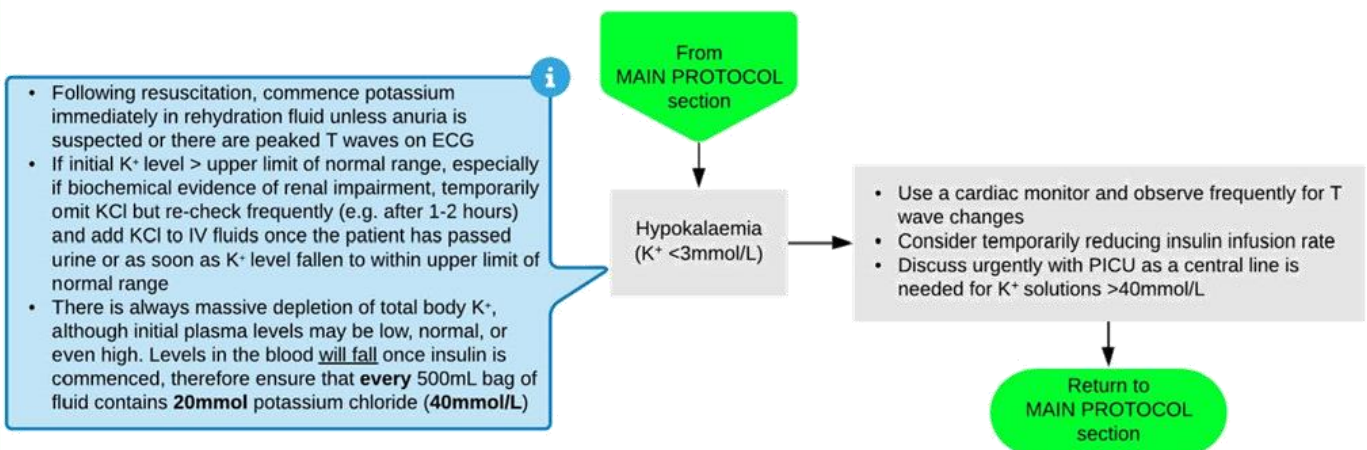 From
MAIN PROTOCOL
section
i
• Following resuscitation, commence potassium
immediately in rehydration fluid unless anuria is
suspected or there are peaked T waves on ECG
• If initial K⁺ level > upper limit of normal range, especially
if biochemical evidence of renal impairment, temporarily
omit KCl but re-check frequently (e.g. after 1-2 hours)
and add KCl to IV fluids once the patient has passed
urine or as soon as K⁺ level fallen to within upper limit of
normal range
• There is always massive depletion of total body K⁺,
although initial plasma levels may be low, normal, or
even high. Levels in the blood will fall once insulin is
commenced, therefore ensure that every 500mL bag of
fluid contains 20mmol potassium chloride (40mmol/L)
Hypokalaemia
(K⁺ <3mmol/L)
• Use a cardiac monitor and observe frequently for T
wave changes
• Consider temporarily reducing insulin infusion rate
• Discuss urgently with PICU as a central line is
needed for K⁺ solutions >40mmol/L
Return to
MAIN PROTOCOL
section